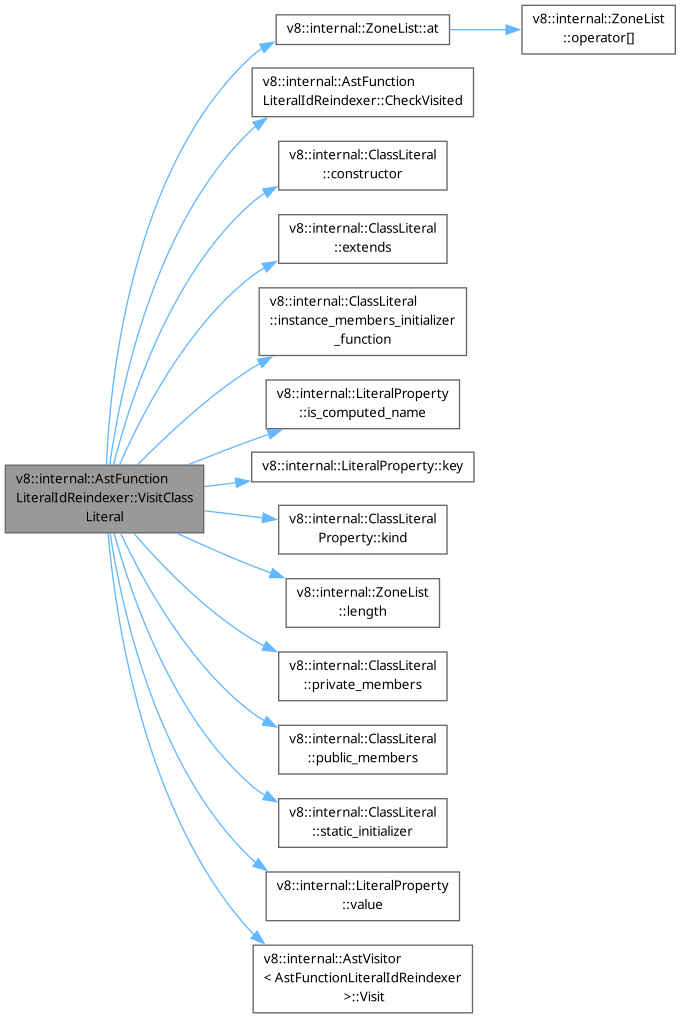 v8::internal::ZoneList::at
v8::internal::ZoneList
::operator[]
v8::internal::AstFunction
LiteralIdReindexer::CheckVisited
v8::internal::ClassLiteral
::constructor
v8::internal::ClassLiteral
::extends
v8::internal::ClassLiteral
::instance_members_initializer
_function
v8::internal::LiteralProperty
::is_computed_name
v8::internal::LiteralProperty::key
v8::internal::AstFunction
LiteralIdReindexer::VisitClass
Literal
v8::internal::ClassLiteral
Property::kind
v8::internal::ZoneList
::length
v8::internal::ClassLiteral
::private_members
v8::internal::ClassLiteral
::public_members
v8::internal::ClassLiteral
::static_initializer
v8::internal::LiteralProperty
::value
v8::internal::AstVisitor
< AstFunctionLiteralIdReindexer
>::Visit